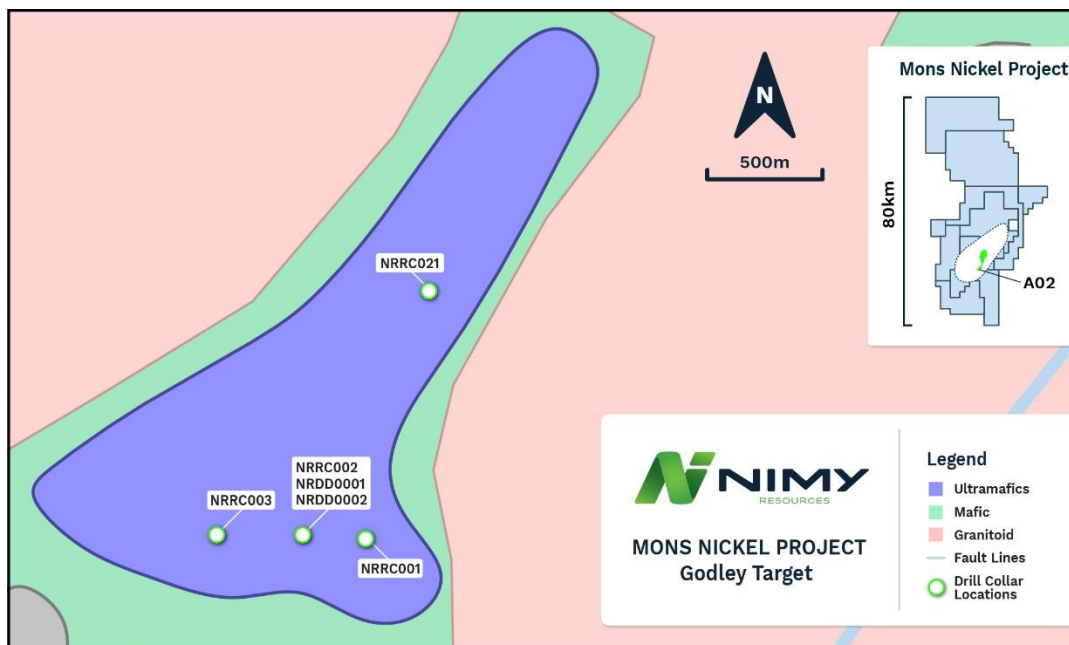 NRRC021
NRRC003
NRRC002
NRDD0001
NRDD0002
NRRC001
N
500m
Mons Nickel Project
80km
A02
NIMY
RESOURCES
MONS NICKEL PROJECT
Godley Target
Legend
Ultramafics
Mafic
Granitoid
Fault Lines
Drill Collar
Locations